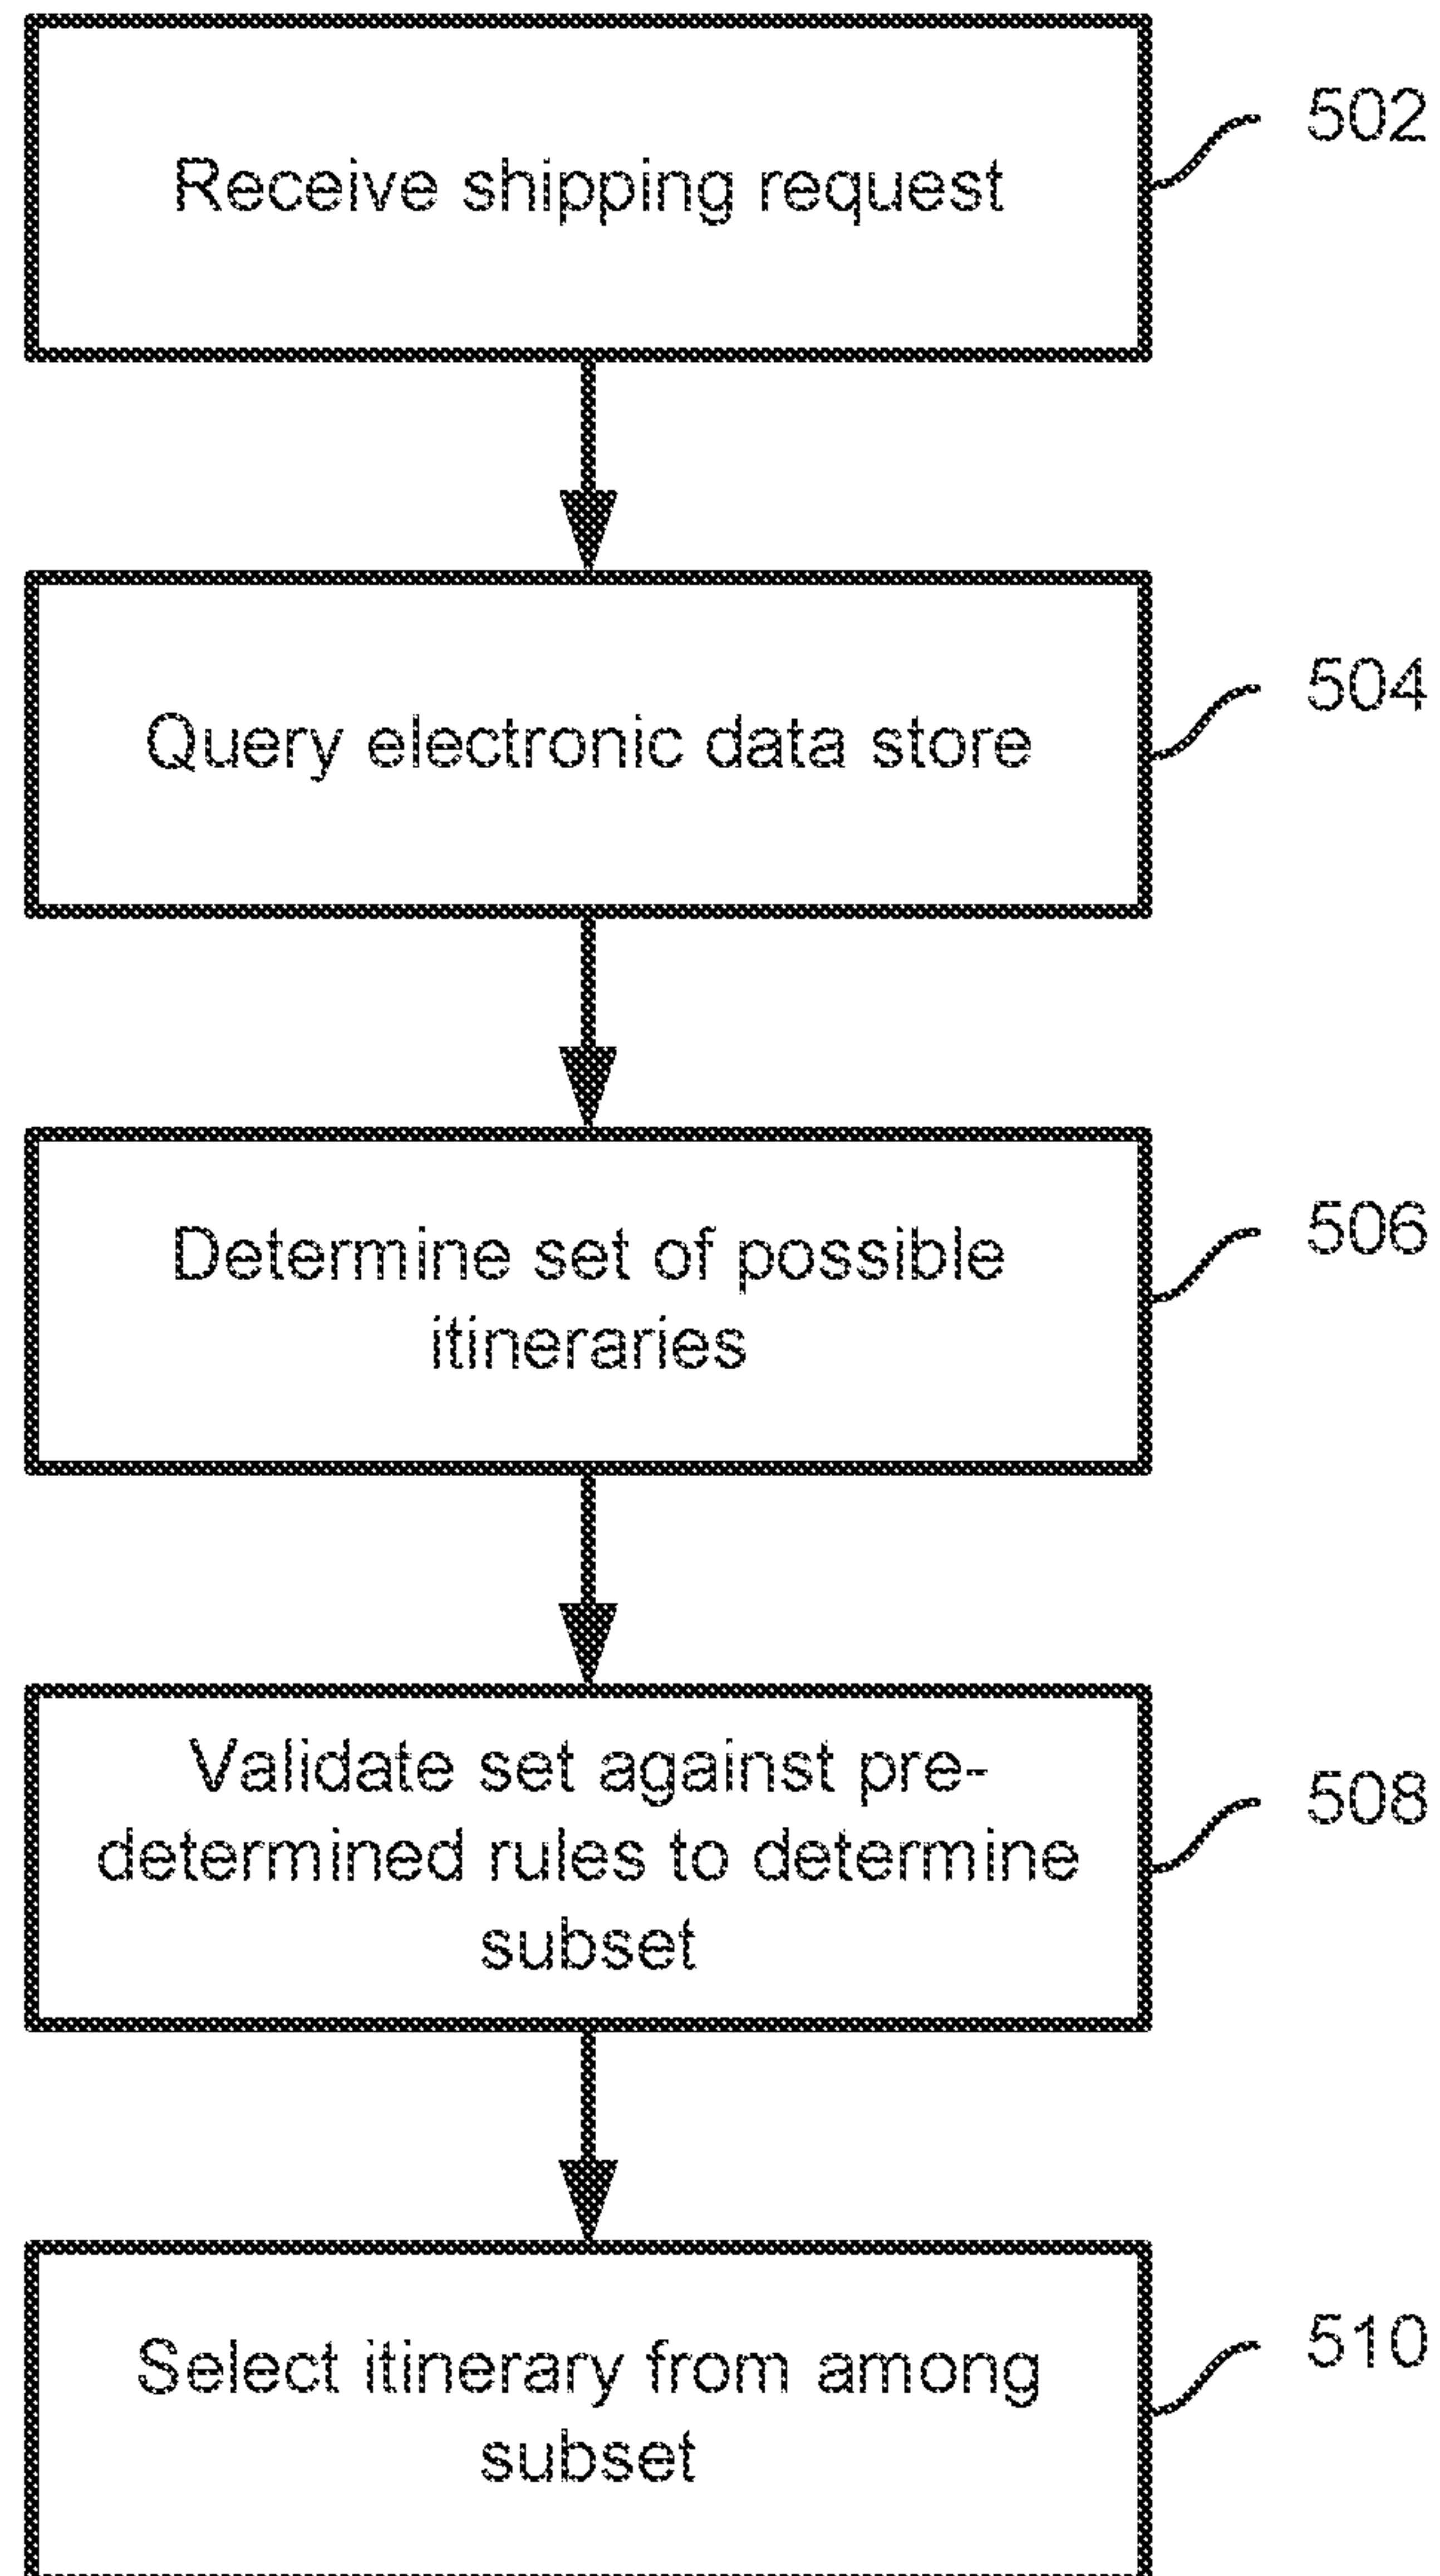 Receive shipping request
502
Query electronic data store
504
Determine set of possible
itineraries
506
Validate set against pre-
determined rules to determine
subset
508
Select itinerary from among
subset
510